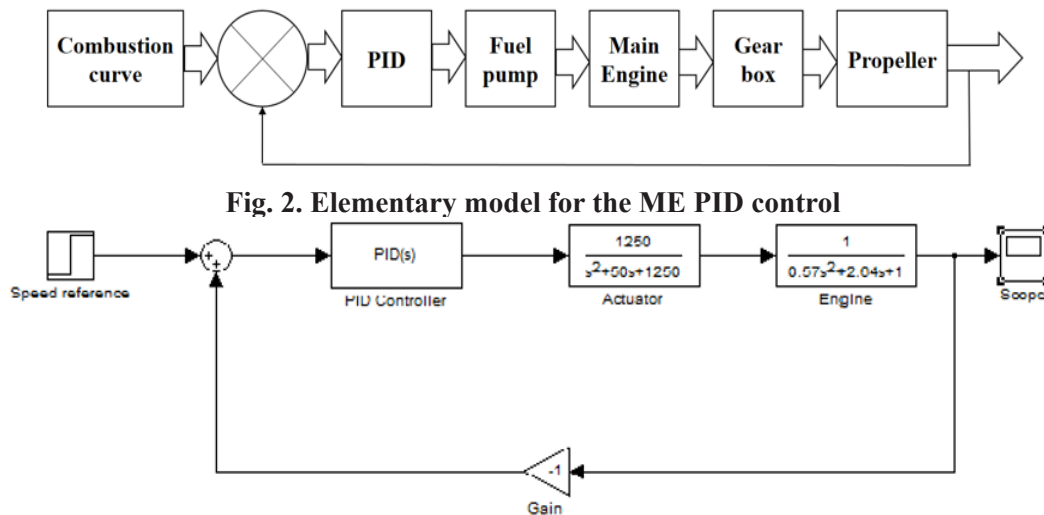 Combustion curve
PID
Fuel pump
Main Engine
Gear box
Propeller
Fig. 2. Elementary model for the ME PID control
Speed reference
+
+
PID(s)
PID Controller
1250
s²+50s+1250
Actuator
1
0.57s²+2.04s+1
Engine
Scope
-1
Gain